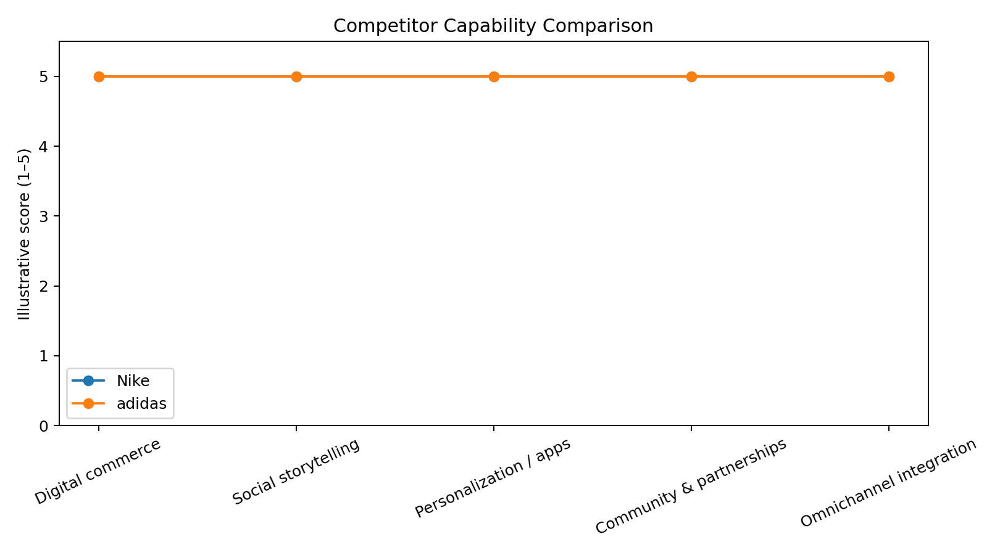 Competitor Capability Comparison
Illustrative score (1–5)
5
4
3
2
1
0
Nike
adidas
Digital commerce
Social storytelling
Personalization / apps
Community & partnerships
Omnichannel integration